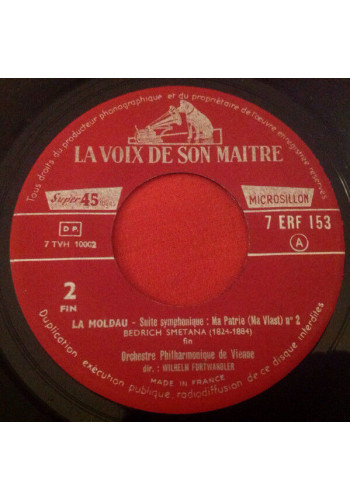 Tous droits du producteur phonographique et du propriétaire de l'œuvre enregistrée réservés
LA VOIX DE SON MAITRE
Super 45
MICROSILLON
D.P.
7 TVH 10002
7 ERF 153
A
2
FIN
LA MOLDAU - Suite symphonique : Ma Patrie (Na Vlast) n° 2
BEDRICH SMETANA (1824-1884)
fin
Orchestre Philharmonique de Vienne
dir. : WILHELM FURTWANGLER
MADE IN FRANCE
Duplication exécution publique, radiodiffusion de ce disque interdites